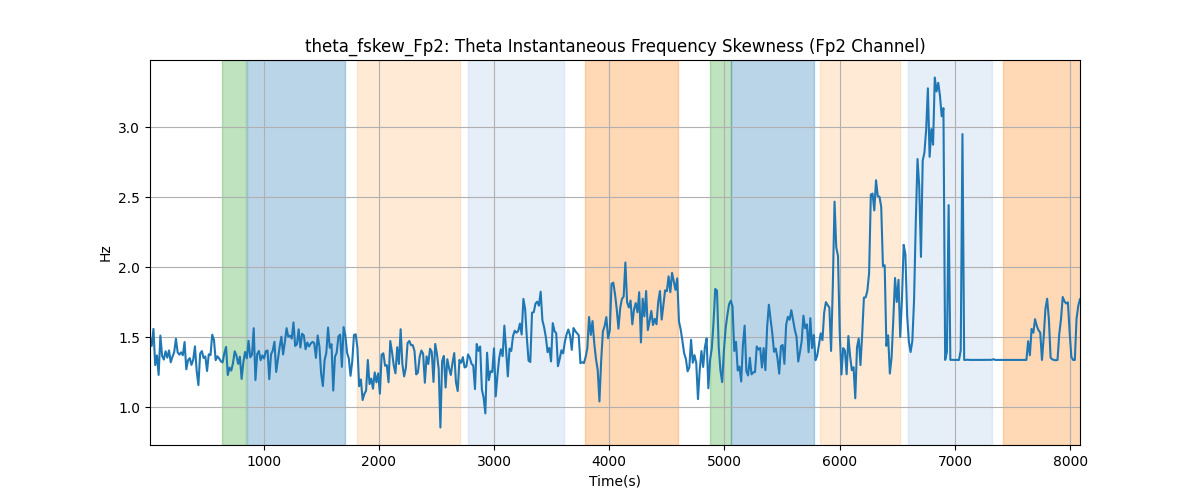 theta_fskew_Fp2: Theta Instantaneous Frequency Skewness (Fp2 Channel)
Hz
3.0
2.5
2.0
1.5
1.0
1000 2000 3000 4000 5000 6000 7000 8000
Time(s)